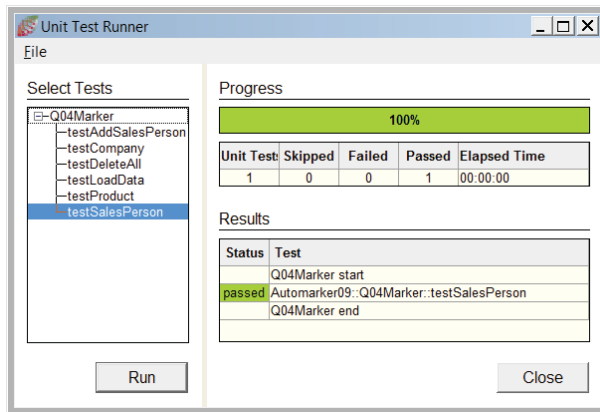 Unit Test Runner
File
Select Tests
Q04Marker
testAddSalesPerson
testCompany
testDeleteAll
testLoadData
testProduct
testSalesPerson
Run
Progress
100%
Unit Tests Skipped Failed Passed Elapsed Time
1 0 0 1 00:00:00
Results
Status Test
Q04Marker start
passed Automarker09::Q04Marker::testSalesPerson
Q04Marker end
Close